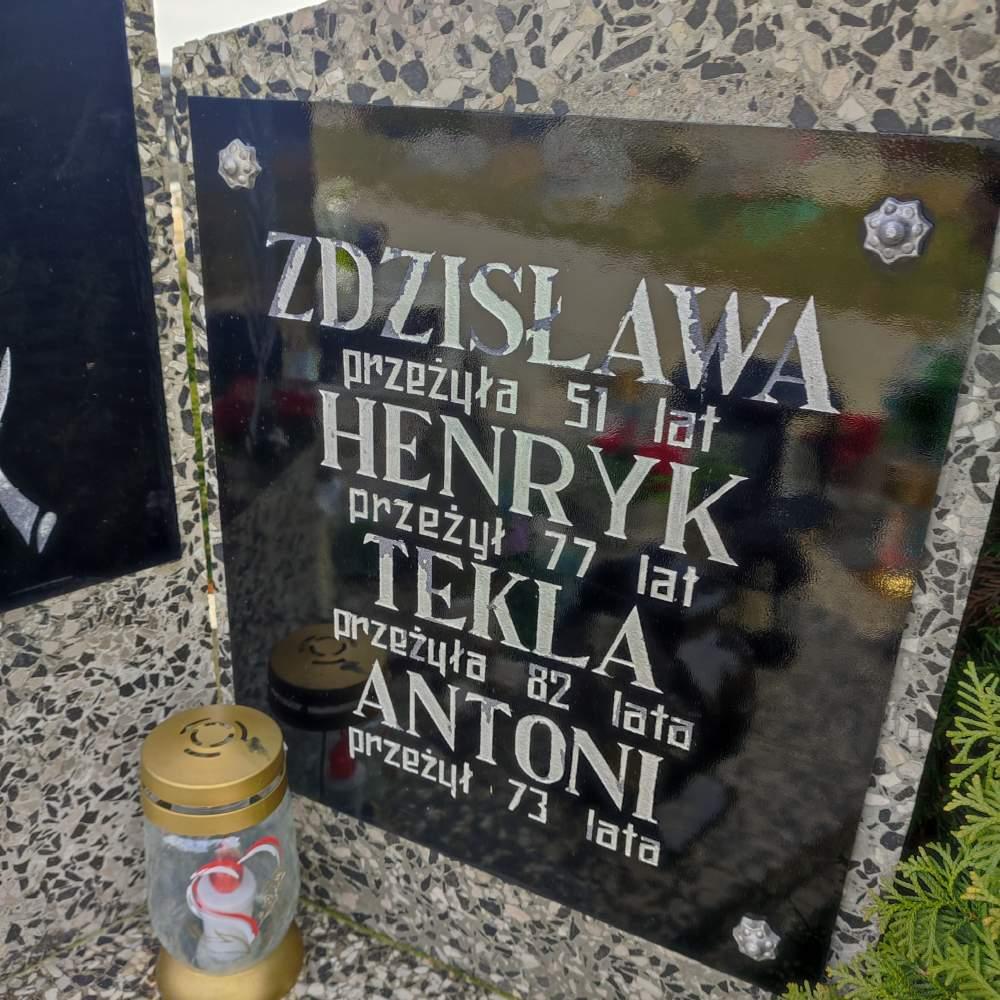 ZDZISŁAWA
przeżyła 51 lat
HENRYK
przeżył 77 lat
TEKLA
przeżyła 82 lata
ANTONI
przeżył 73 lata